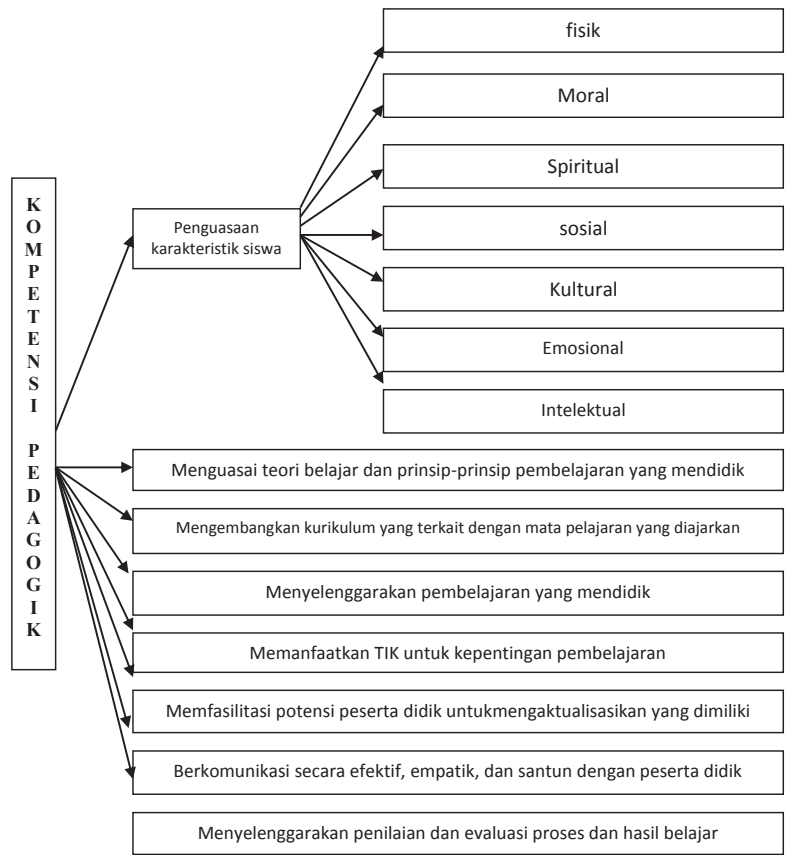 KOMPETENSI PEDAGOGIK
Penguasaan
karakteristik siswa
fisik
Moral
Spiritual
sosial
Kultural
Emosional
Intelektual
Menguasai teori belajar dan prinsip-prinsip pembelajaran yang mendidik
Mengembangkan kurikulum yang terkait dengan mata pelajaran yang diajarkan
Menyelenggarakan pembelajaran yang mendidik
Memanfaatkan TIK untuk kepentingan pembelajaran
Memfasilitasi potensi peserta didik untukmengaktualisasikan yang dimiliki
Berkomunikasi secara efektif, empatik, dan santun dengan peserta didik
Menyelenggarakan penilaian dan evaluasi proses dan hasil belajar